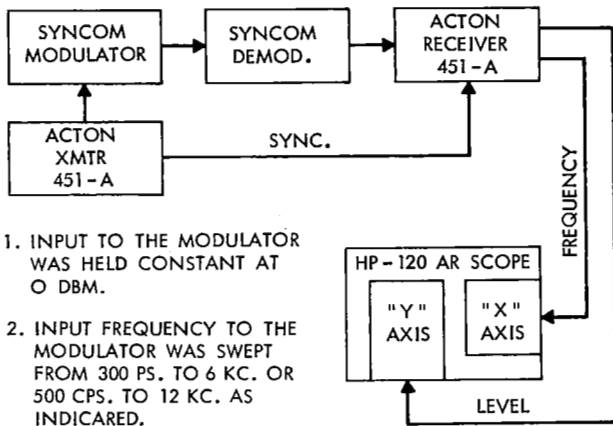 SYNCOM
MODULATOR
SYNCOM
DEMOD.
ACTON
RECEIVER
451-A
ACTON
XMTR
451-A
SYNC.
FREQUENCY
1. INPUT TO THE MODULATOR
WAS HELD CONSTANT AT
O DBM.
2. INPUT FREQUENCY TO THE
MODULATOR WAS SWEPT
FROM 300 PS. TO 6 KC. OR
500 CPS. TO 12 KC. AS
INDICARED.
HP-120 AR SCOPE
"Y"
AXIS
"X"
AXIS
LEVEL